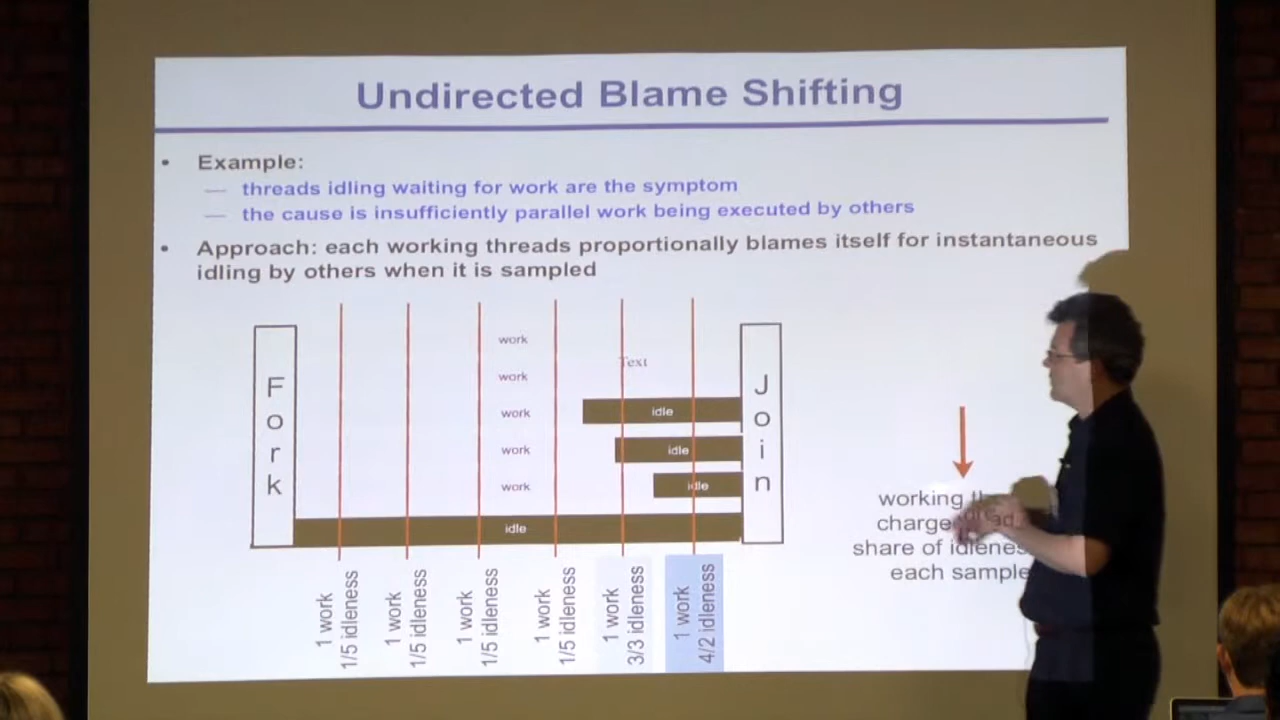 Undirected Blame Shifting
• Example:
— threads idling waiting for work are the symptom
— the cause is insufficiently parallel work being executed by others
• Approach: each working threads proportionally blames itself for instantaneous
idling by others when it is sampled
Fork
work
work
work
work
work
idle
Text
idle
idle
idle
Join
1 work
1/5 idleness
1 work
1/5 idleness
1 work
1/5 idleness
1 work
1/5 idleness
1 work
3/3 idleness
1 work
4/2 idleness
working
charge
share of
each sample